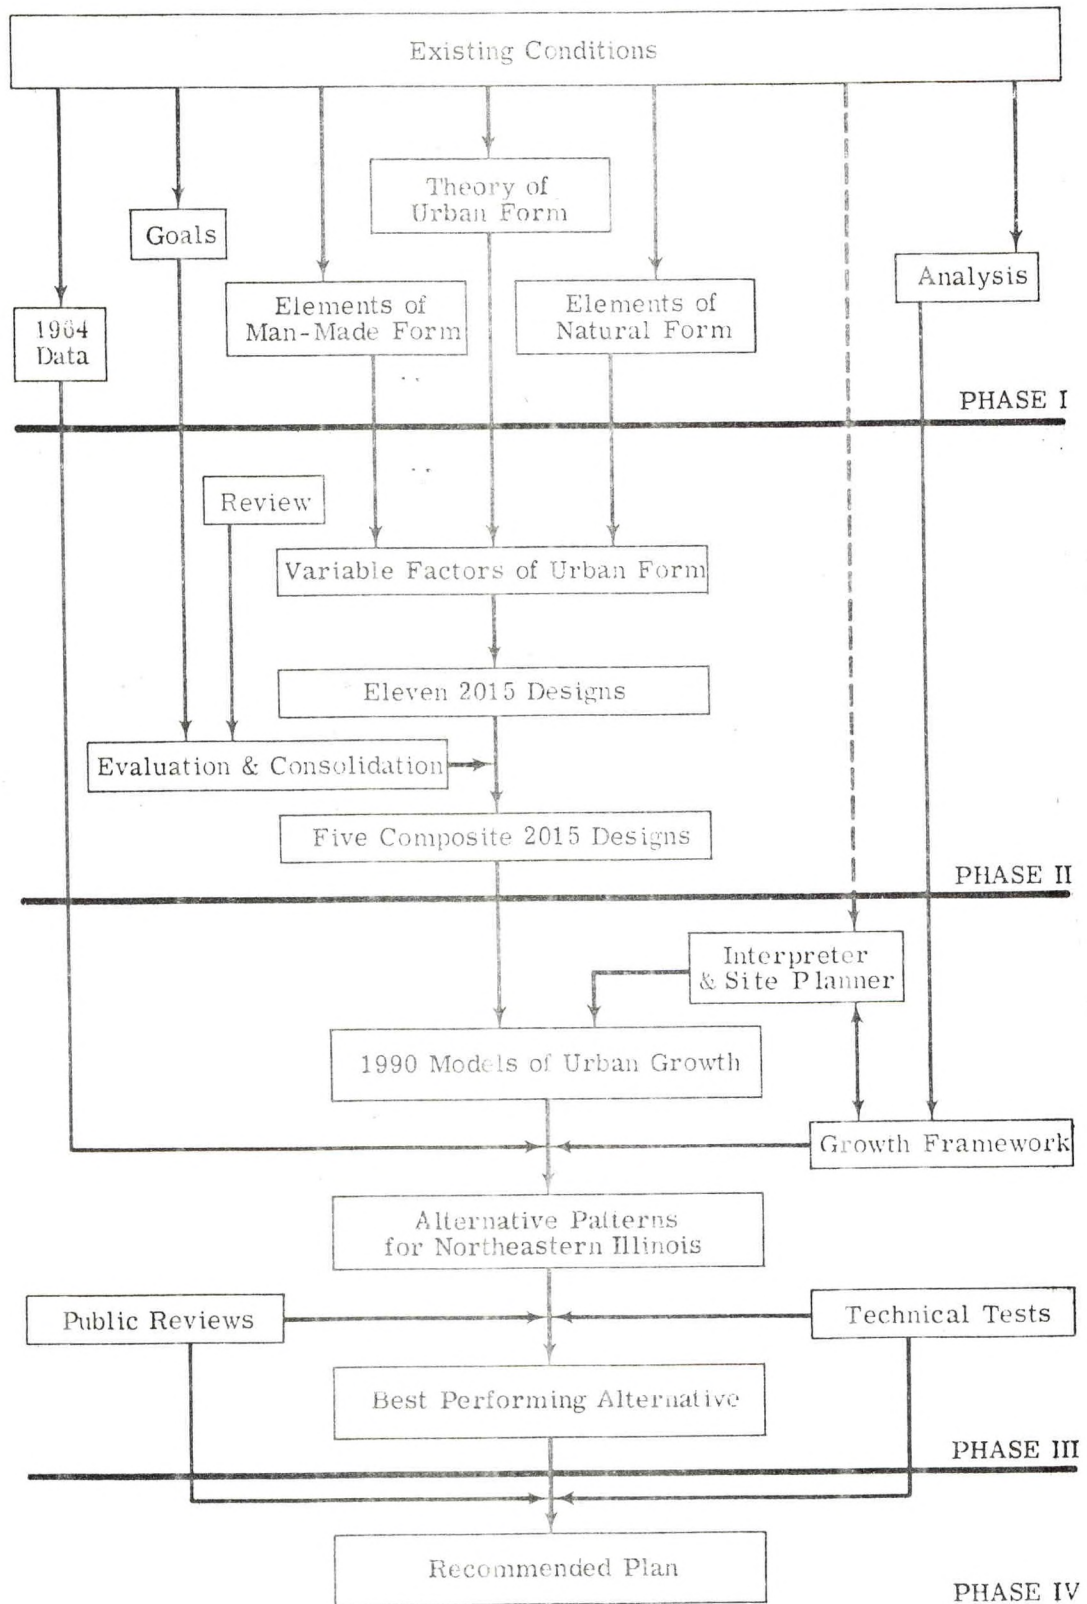 Existing Conditions
Theory of
Urban Form
Goals
Analysis
Elements of
Man-Made Form
Elements of
Natural Form
1964
Data
PHASE I
Review
Variable Factors of Urban Form
Eleven 2015 Designs
Evaluation & Consolidation
Five Composite 2015 Designs
PHASE II
Interpreter
& Site Planner
1990 Models of Urban Growth
Growth Framework
Alternative Patterns
for Northeastern Illinois
Public Reviews
Technical Tests
Best Performing Alternative
PHASE III
Recommended Plan
PHASE IV